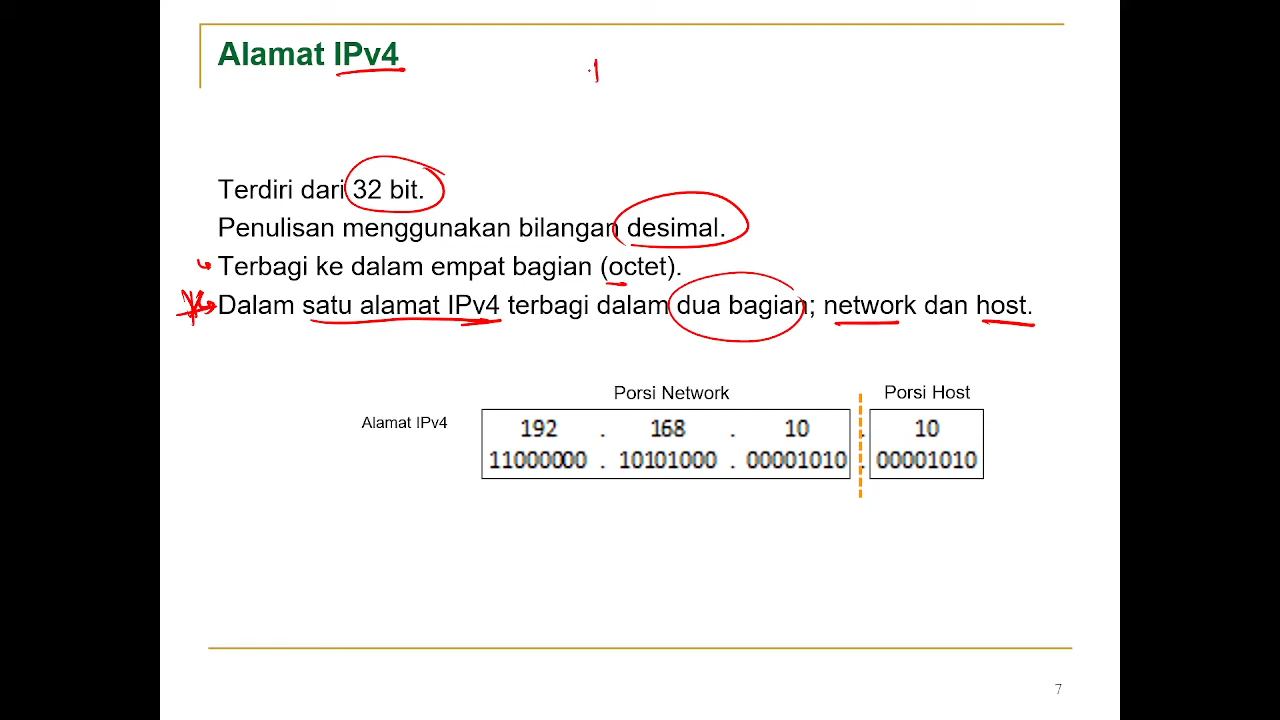 Alamat IPv4
Terdiri dari 32 bit.
Penulisan menggunakan bilangan desimal.
Terbagi ke dalam empat bagian (octet).
Dalam satu alamat IPv4 terbagi dalam dua bagian; network dan host.
Porsi Network Porsi Host
Alamat IPv4 192 . 168 . 10 . 10
11000000 . 10101000 . 00001010 . 00001010
7